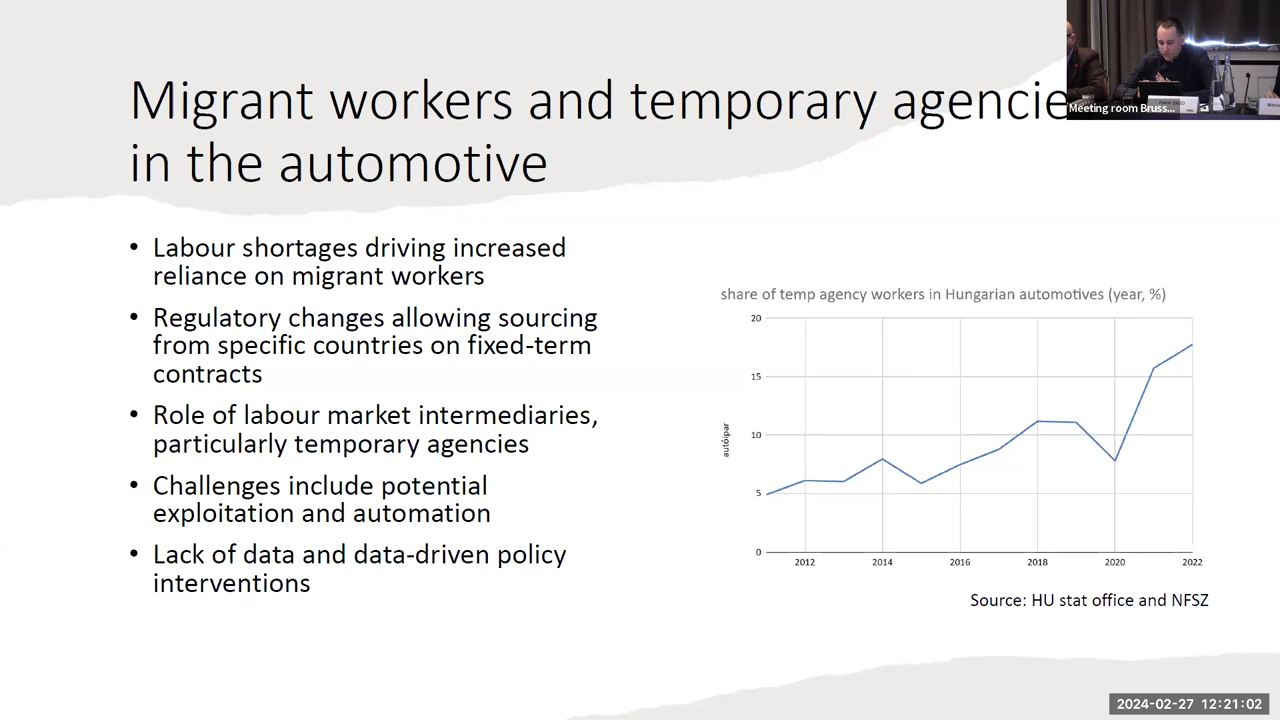 Migrant workers and temporary agencie
in the automotive
Meeting room Bruss...
• Labour shortages driving increased
reliance on migrant workers
• Regulatory changes allowing sourcing
from specific countries on fixed-term
contracts
• Role of labour market intermediaries,
particularly temporary agencies
• Challenges include potential
exploitation and automation
• Lack of data and data-driven policy
interventions
share of temp agency workers in Hungarian automotives (year, %)
20
15
10
5
0
autóipar
2012 2014 2016 2018 2020 2022
Source: HU stat office and NFSZ
2024-02-27 12:21:02